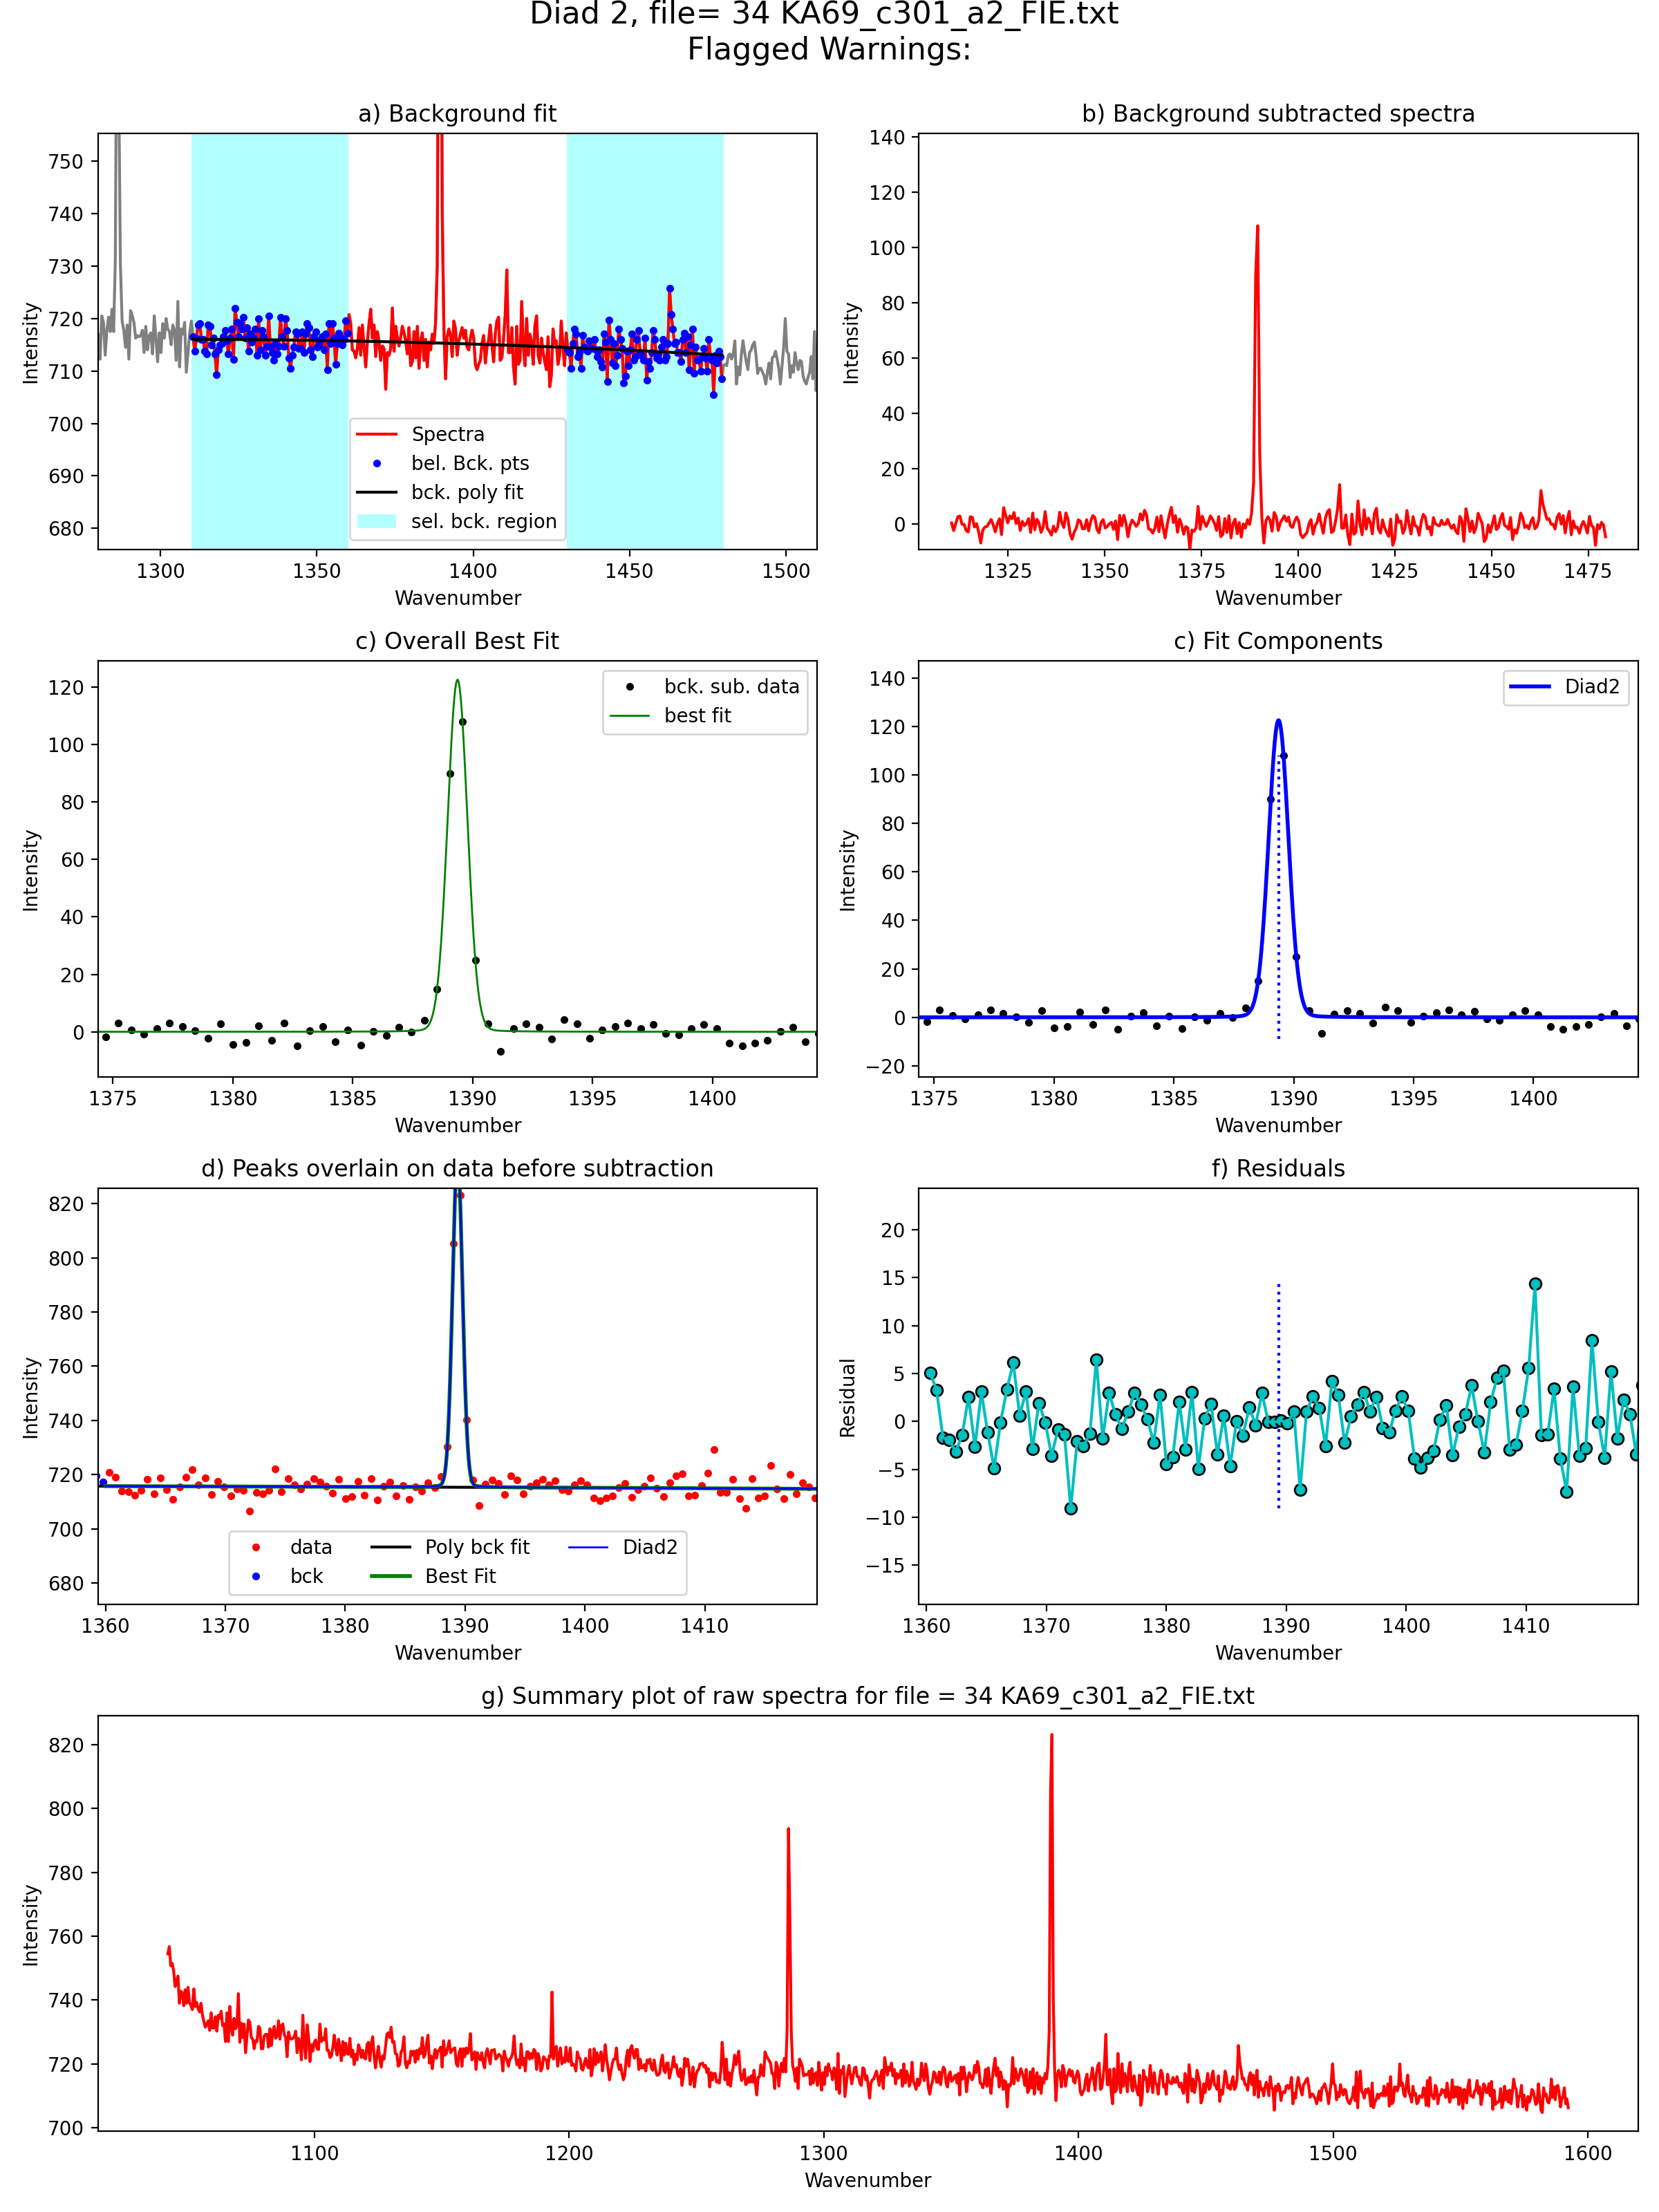 Diad 2, file= 34 KA69_c301_a2_FIE.txt
Flagged Warnings:
a) Background fit
750
740
730
720
710
700
690
680
Intensity
Spectra
bel. Bck. pts
bck. poly fit
sel. bck. region
1300 1350 1400 1450 1500
Wavenumber
b) Background subtracted spectra
140
120
100
80
60
40
20
0
Intensity
1325 1350 1375 1400 1425 1450 1475
Wavenumber
c) Overall Best Fit
120
100
80
60
40
20
0
Intensity
bck. sub. data
best fit
1375 1380 1385 1390 1395 1400
Wavenumber
c) Fit Components
140
120
100
80
60
40
20
0
−20
Intensity
Diad2
1375 1380 1385 1390 1395 1400
Wavenumber
d) Peaks overlain on data before subtraction
820
800
780
760
740
720
700
680
Intensity
data Poly bck fit Diad2
bck Best Fit
1360 1370 1380 1390 1400 1410
Wavenumber
f) Residuals
20
15
10
5
0
−5
−10
−15
Residual
1360 1370 1380 1390 1400 1410
Wavenumber
g) Summary plot of raw spectra for file = 34 KA69_c301_a2_FIE.txt
820
800
780
760
740
720
700
Intensity
1100 1200 1300 1400 1500 1600
Wavenumber